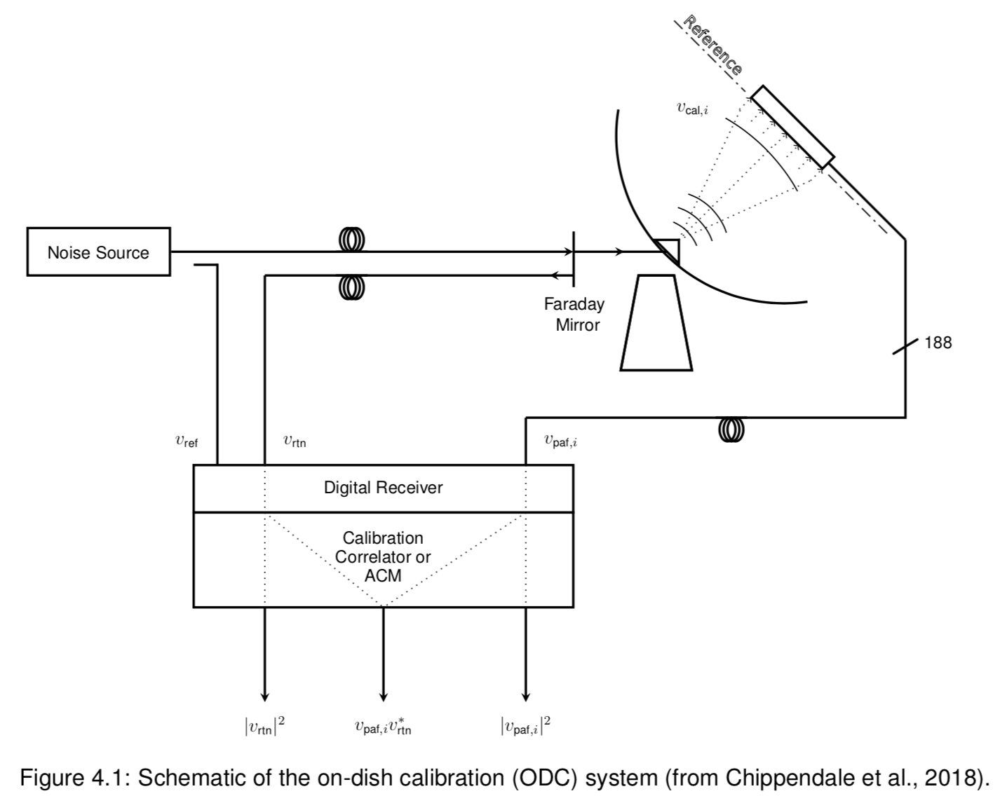 Reference
v_cal,i
Noise Source
Faraday
Mirror
188
v_ref
v_rtn
v_paf,i
Digital Receiver
Calibration
Correlator or
ACM
|v_rtn|²
v_paf,i v*_rtn
|v_paf,i|²
Figure 4.1: Schematic of the on-dish calibration (ODC) system (from Chippendale et al., 2018).